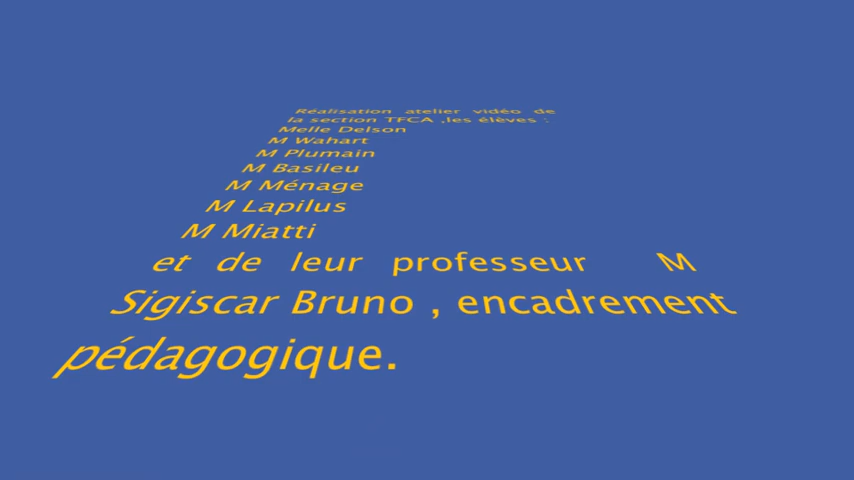 Réalisation atelier vidéo de
la section TFCA ,les élèves :
Melle Delson
M Wahart
M Plumain
M Basileu
M Ménage
M Lapilus
M Miatti
et de leur professeur M
Sigiscar Bruno , encadrement
pédagogique.